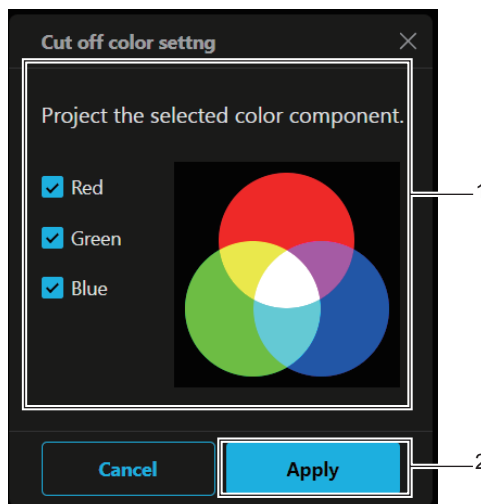 Cut off color settng
Project the selected color component.
1
Red
Green
Blue
Cancel
Apply
2